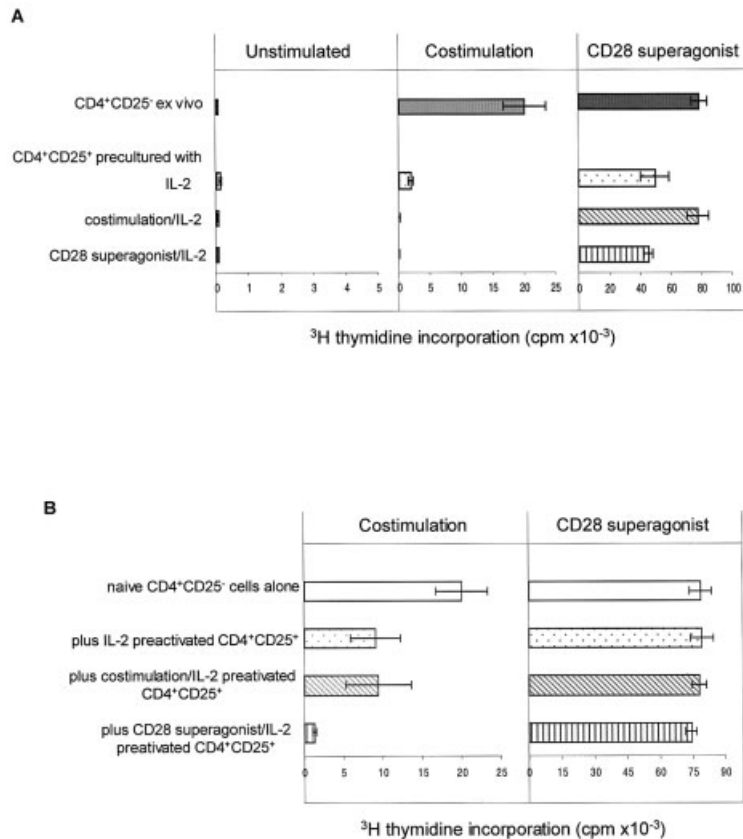 A
Unstimulated Costimulation CD28 superagonist
CD4⁺CD25⁻ ex vivo
CD4⁺CD25⁺ precultured with
IL-2
costimulation/IL-2
CD28 superagonist/IL-2
0 1 2 3 4 5 0 5 10 15 20 25 0 20 40 60 80 100
³H thymidine incorporation (cpm x10⁻³)
B
Costimulation CD28 superagonist
naive CD4⁺CD25⁻ cells alone
plus IL-2 preactivated CD4⁺CD25⁺
plus costimulation/IL-2 preativated
CD4⁺CD25⁺
plus CD28 superagonist/IL-2
preativated CD4⁺CD25⁺
0 5 10 15 20 25 0 15 30 45 60 75 90
³H thymidine incorporation (cpm x10⁻³)